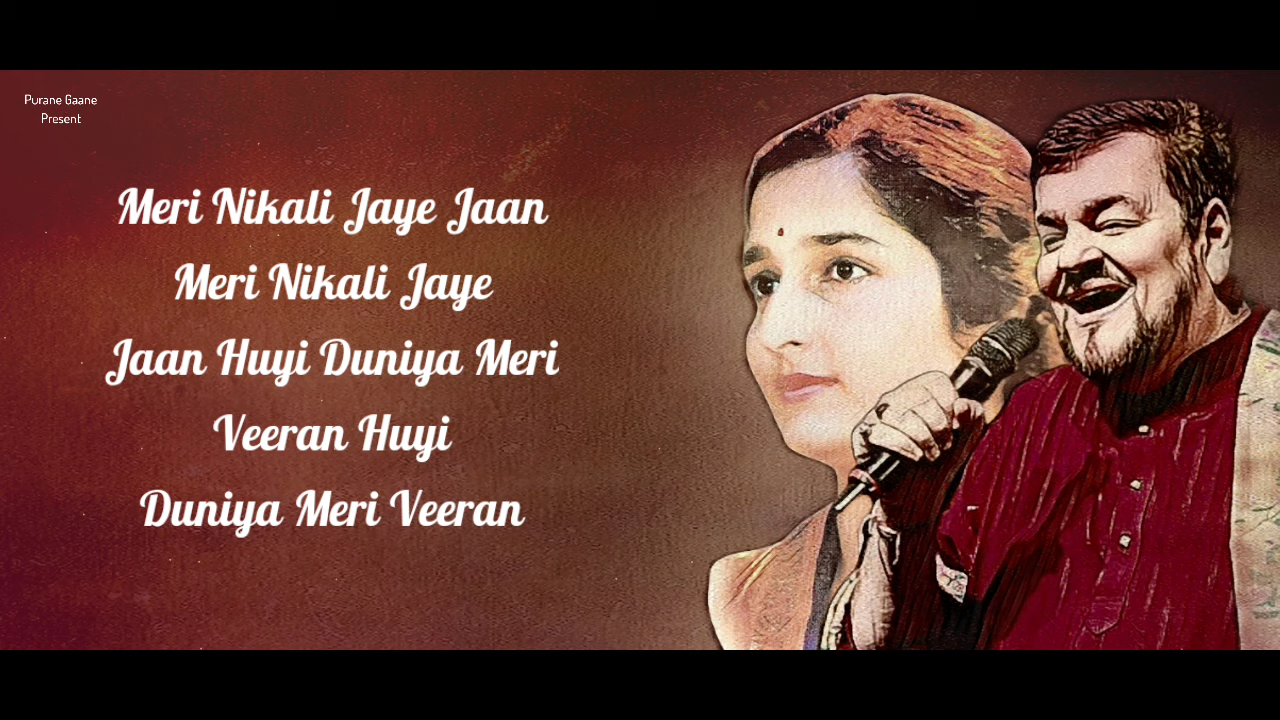 Purane Gaane
Present
Meri Nikali Jaye Jaan
Meri Nikali Jaye
Jaan Huyi Duniya Meri
Veeran Huyi
Duniya Meri Veeran